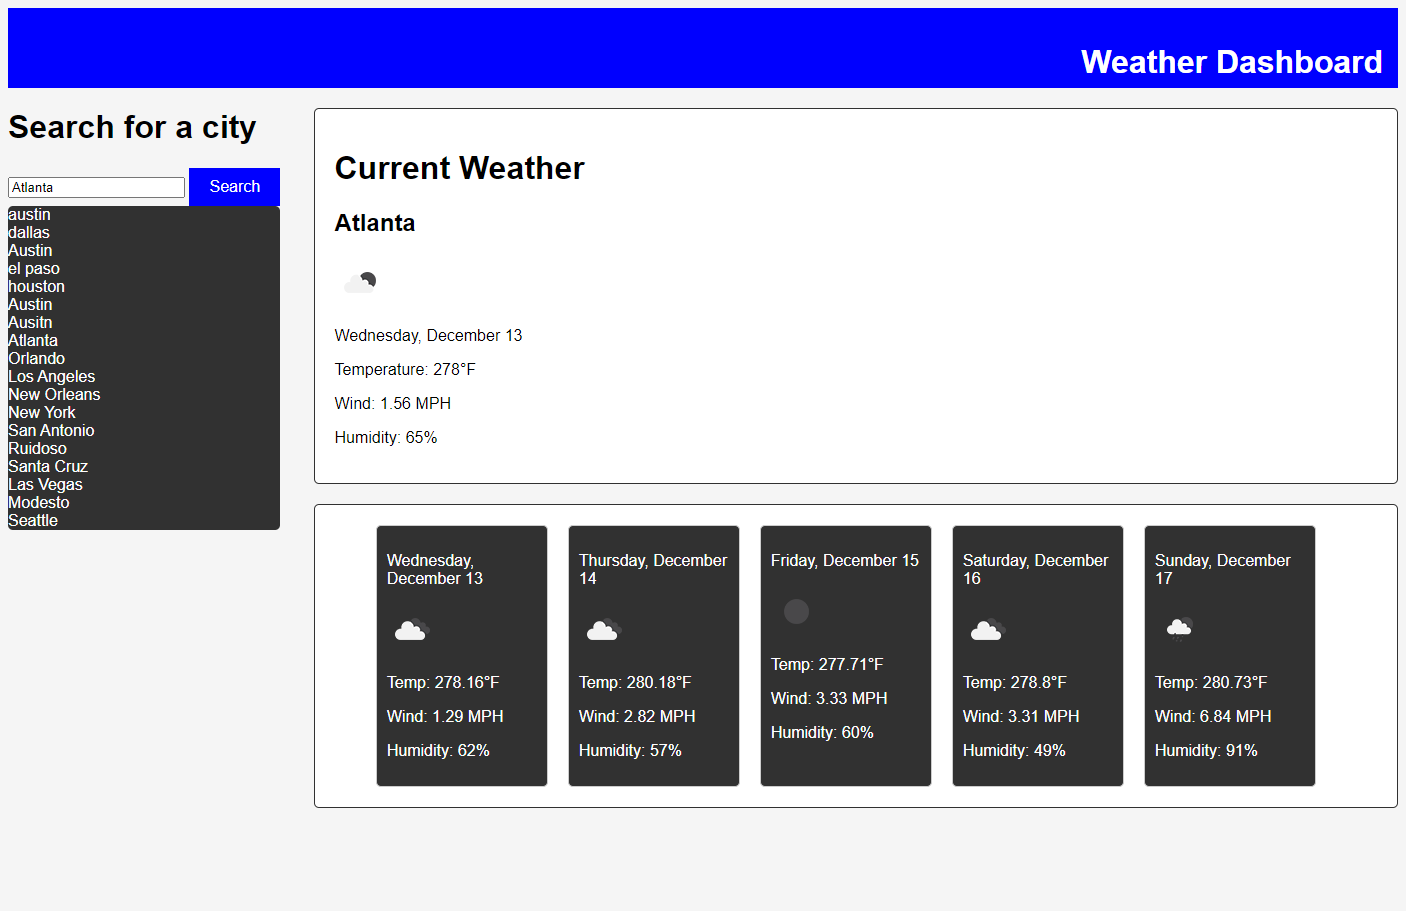 Weather Dashboard
Search for a city
Atlanta
Search
austin
dallas
Austin
el paso
houston
Austin
Ausitn
Atlanta
Orlando
Los Angeles
New Orleans
New York
San Antonio
Ruidoso
Santa Cruz
Las Vegas
Modesto
Seattle
Current Weather
Atlanta
Wednesday, December 13
Temperature: 278°F
Wind: 1.56 MPH
Humidity: 65%
Wednesday,
December 13
Temp: 278.16°F
Wind: 1.29 MPH
Humidity: 62%
Thursday, December
14
Temp: 280.18°F
Wind: 2.82 MPH
Humidity: 57%
Friday, December 15
Temp: 277.71°F
Wind: 3.33 MPH
Humidity: 60%
Saturday, December
16
Temp: 278.8°F
Wind: 3.31 MPH
Humidity: 49%
Sunday, December
17
Temp: 280.73°F
Wind: 6.84 MPH
Humidity: 91%